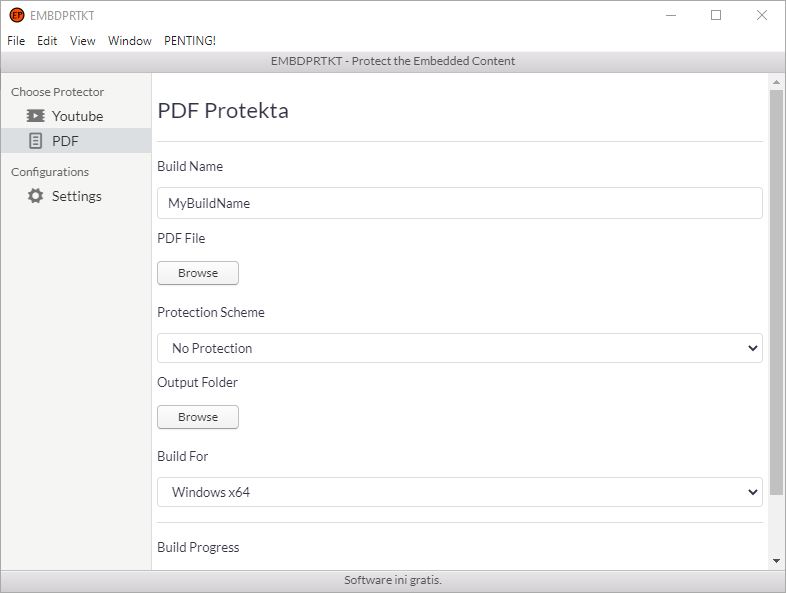 EP EMBDPRTKT
File Edit View Window PENTING!
EMBDPRTKT - Protect the Embedded Content
Choose Protector
Youtube
PDF
Configurations
Settings
PDF Protekta
Build Name
MyBuildName
PDF File
Browse
Protection Scheme
No Protection
Output Folder
Browse
Build For
Windows x64
Build Progress
Software ini gratis.